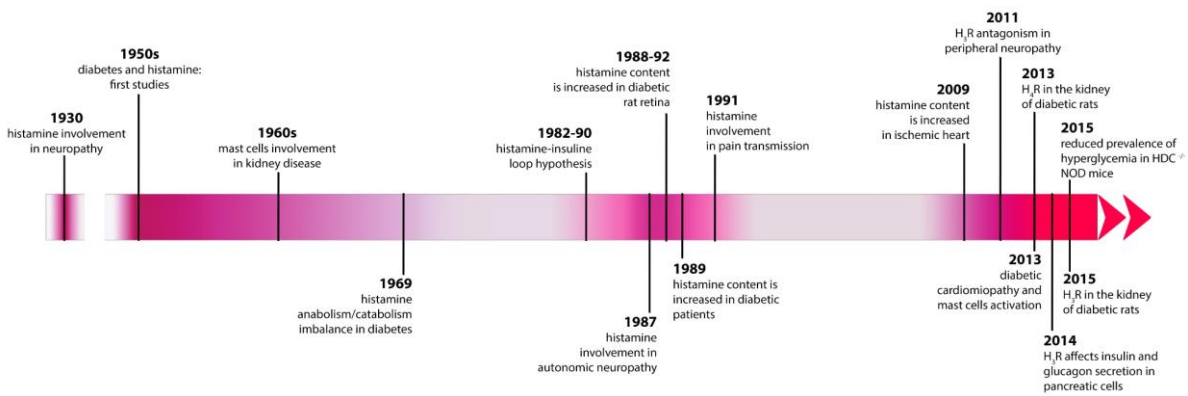 1930
histamine involvement
in neuropathy
1950s
diabetes and histamine:
first studies
1960s
mast cells involvement
in kidney disease
1969
histamine
anabolism/catabolism
imbalance in diabetes
1982-90
histamine-insuline
loop hypothesis
1987
histamine
involvement in
autonomic neuropathy
1988-92
histamine content
is increased in diabetic
rat retina
1989
histamine content is
increased in diabetic
patients
1991
histamine
involvement
in pain transmission
2009
histamine content
is increased
in ischemic heart
2011
H₃R antagonism in
peripheral neuropathy
2013
H₄R in the kidney
of diabetic rats
2013
diabetic
cardiomiopathy and
mast cells activation
2014
H₃R affects insulin and
glucagon secretion in
pancreatic cells
2015
reduced prevalence of
hyperglycemia in HDC⁻/⁻
NOD mice
2015
H₃R in the kidney
of diabetic rats